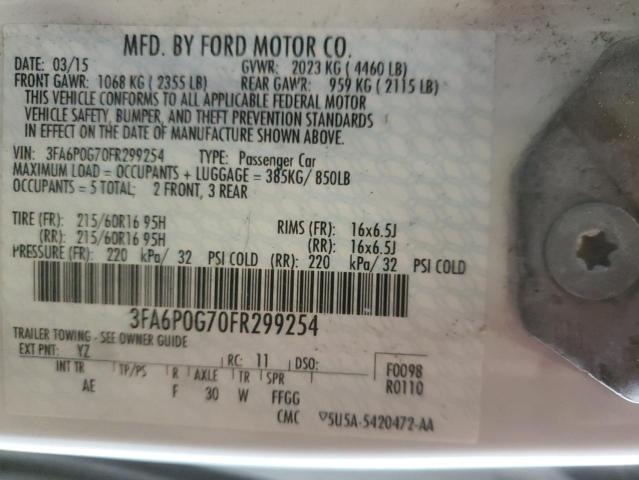 MFD. BY FORD MOTOR CO.
DATE: 03/15 GVWR: 2023 KG ( 4460 LB)
FRONT GAWR: 1068 KG ( 2355 LB) REAR GAWR: 959 KG ( 2115 LB)
THIS VEHICLE CONFORMS TO ALL APPLICABLE FEDERAL MOTOR
VEHICLE SAFETY, BUMPER, AND THEFT PREVENTION STANDARDS
IN EFFECT ON THE DATE OF MANUFACTURE SHOWN ABOVE.
VIN: 3FA6P0G70FR299254 TYPE: Passenger Car
MAXIMUM LOAD = OCCUPANTS + LUGGAGE = 385KG/ 850LB
OCCUPANTS = 5 TOTAL; 2 FRONT, 3 REAR
TIRE (FR): 215/60R16 95H RIMS (FR): 16x6.5J
(RR): 215/60R16 95H (RR): 16x6.5J
PRESSURE (FR): 220 kPa/ 32 PSI COLD (RR): 220 kPa/ 32 PSI COLD
3FA6P0G70FR299254
TRAILER TOWING - SEE OWNER GUIDE
EXT PNT: YZ RC: 11 DSO: F0098
INT TR TP/PS R AXLE TR SPR R0110
AE F 30 W FFGG
CMC 5U5A-5420472-AA